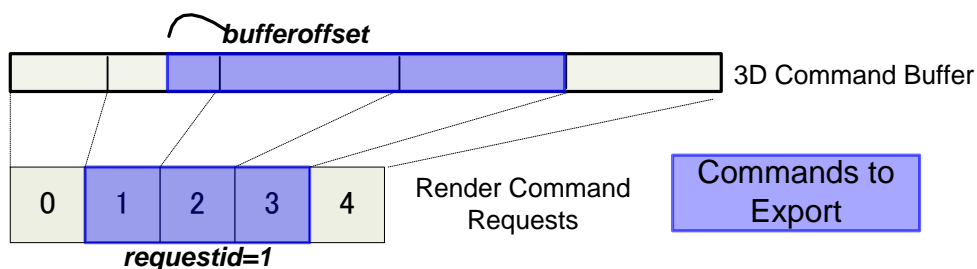 bufferoffset
3D Command Buffer
0 1 2 3 4
Render Command
Requests
Commands to
Export
requestid=1